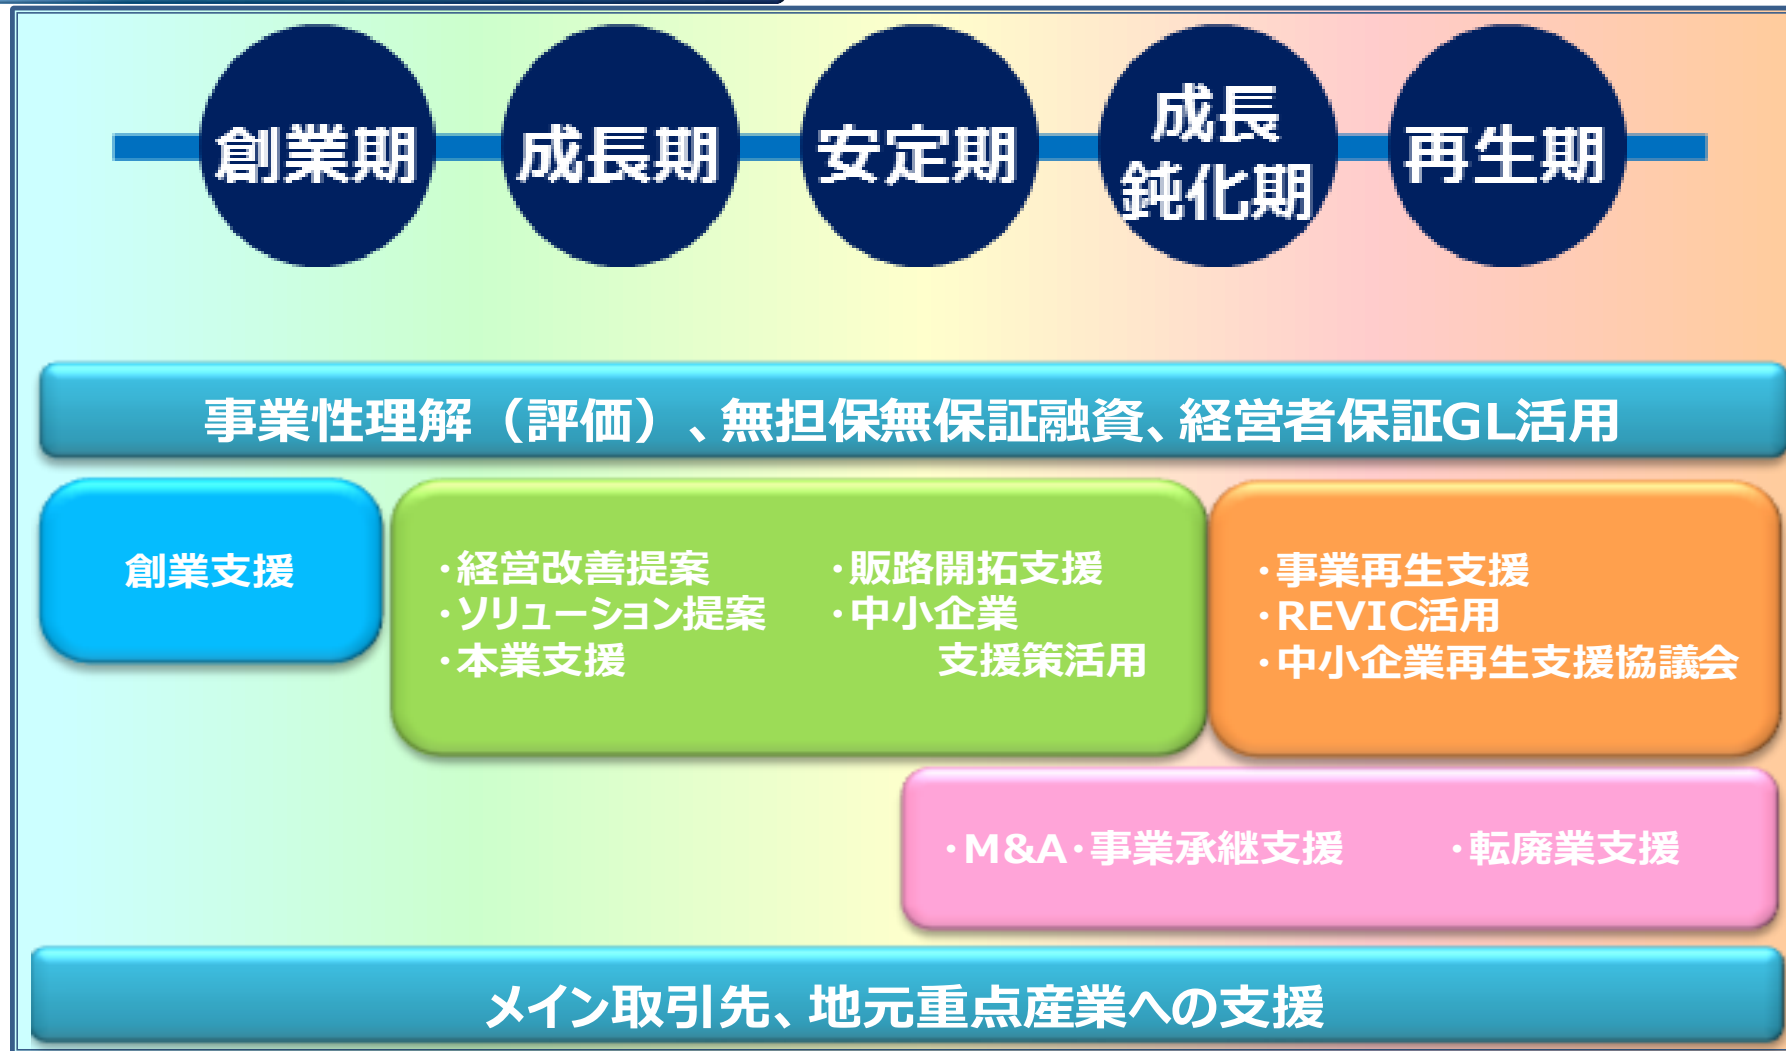 創業期
成長期
安定期
成長
鈍化期
再生期
事業性理解（評価）、無担保無保証融資、経営者保証GL活用
創業支援
・経営改善提案
・ソリューション提案
・本業支援
・販路開拓支援
・中小企業
支援策活用
・事業再生支援
・REVIC活用
・中小企業再生支援協議会
・M&A・事業承継支援
・転廃業支援
メイン取引先、地元重点産業への支援